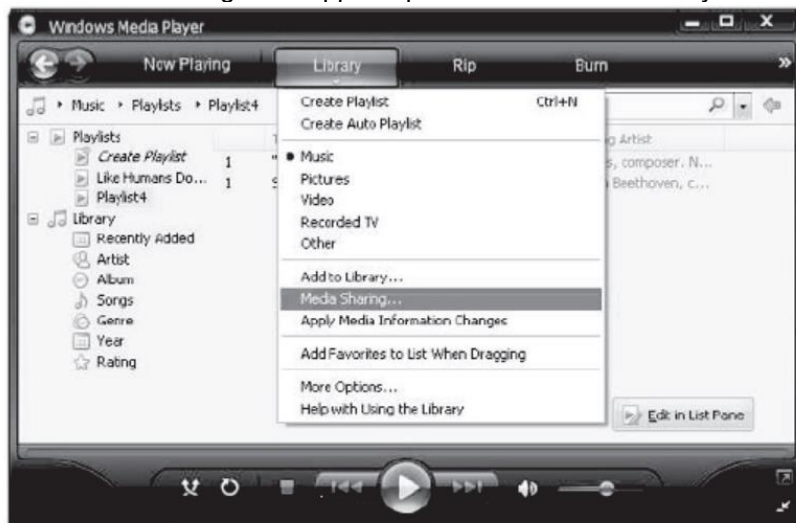 Windows Media Player
Now Playing Library Rip Burn »
Music ▸ Playlists ▸ Playlist4
Playlists
Create Playlist
Like Humans Do...
Playlist4
Library
Recently Added
Artist
Album
Songs
Genre
Year
Rating
1 "
1 S
Create Playlist Ctrl+N
Create Auto Playlist
Music
Pictures
Video
Recorded TV
Other
Add to Library...
Media Sharing...
Apply Media Information Changes
Add Favorites to List When Dragging
More Options...
Help with Using the Library
Artist
s, composer. N...
Beethoven, c...
Edit in List Pane